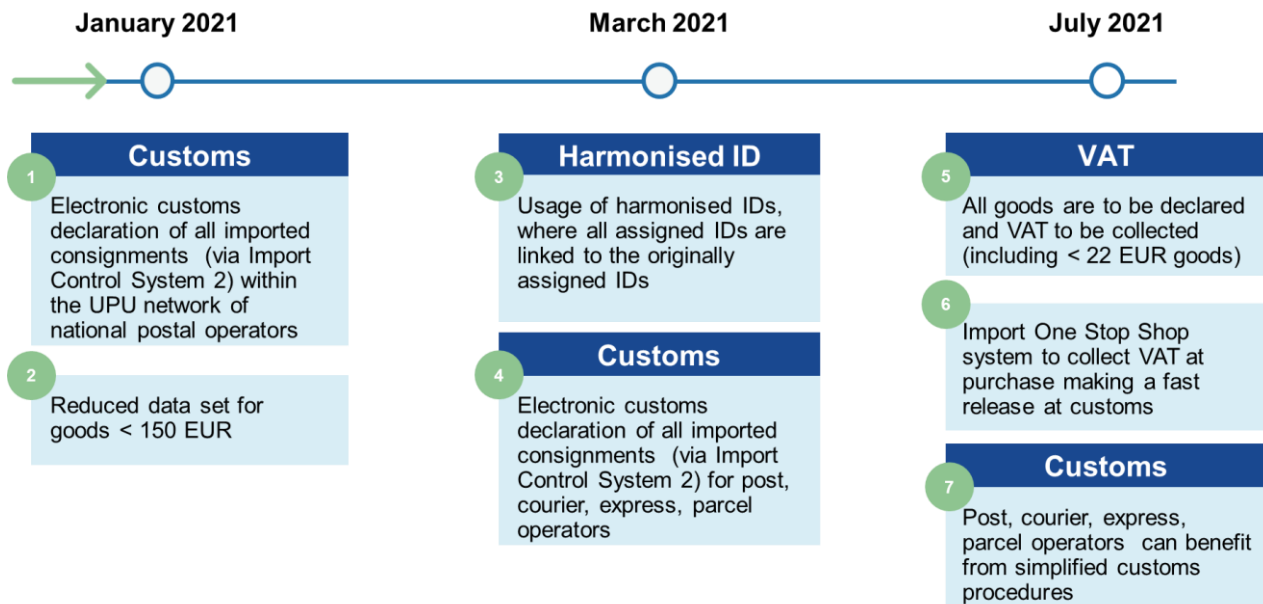 January 2021
March 2021
July 2021
Customs
1
Electronic customs
declaration of all imported
consignments (via Import
Control System 2) within
the UPU network of
national postal operators
2
Reduced data set for
goods < 150 EUR
Harmonised ID
3
Usage of harmonised IDs,
where all assigned IDs are
linked to the originally
assigned IDs
Customs
4
Electronic customs
declaration of all imported
consignments (via Import
Control System 2) for post,
courier, express, parcel
operators
VAT
5
All goods are to be declared
and VAT to be collected
(including < 22 EUR goods)
6
Import One Stop Shop
system to collect VAT at
purchase making a fast
release at customs
Customs
7
Post, courier, express,
parcel operators can benefit
from simplified customs
procedures